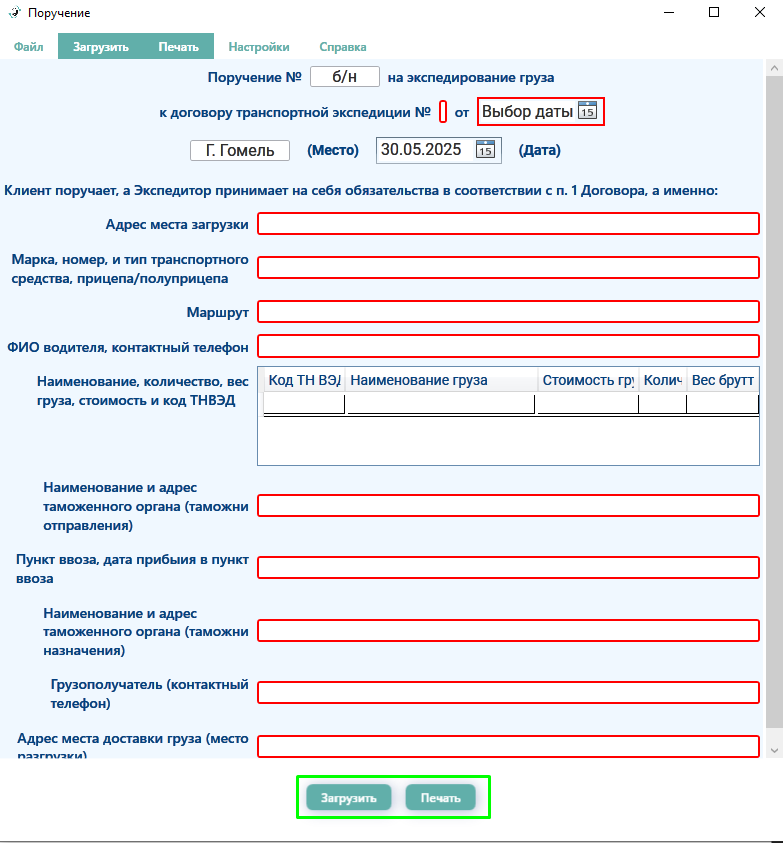 Поручение
Файл Загрузить Печать Настройки Справка
Поручение № б/н на экспедирование груза
к договору транспортной экспедиции № от Выбор даты 15
Г. Гомель (Место) 30.05.2025 15 (Дата)
Клиент поручает, а Экспедитор принимает на себя обязательства в соответствии с п. 1 Договора, а именно:
Адрес места загрузки
Марка, номер, и тип транспортного
средства, прицепа/полуприцепа
Маршрут
ФИО водителя, контактный телефон
Наименование, количество, вес
груза, стоимость и код ТНВЭД
Код ТН ВЭД Наименование груза Стоимость гру Колич Вес брутт
Наименование и адрес
таможенного органа (таможни
отправления)
Пункт ввоза, дата прибыия в пункт
ввоза
Наименование и адрес
таможенного органа (таможни
назначения)
Грузополучатель (контактный
телефон)
Адрес места доставки груза (место
разгрузки)
Загрузить Печать